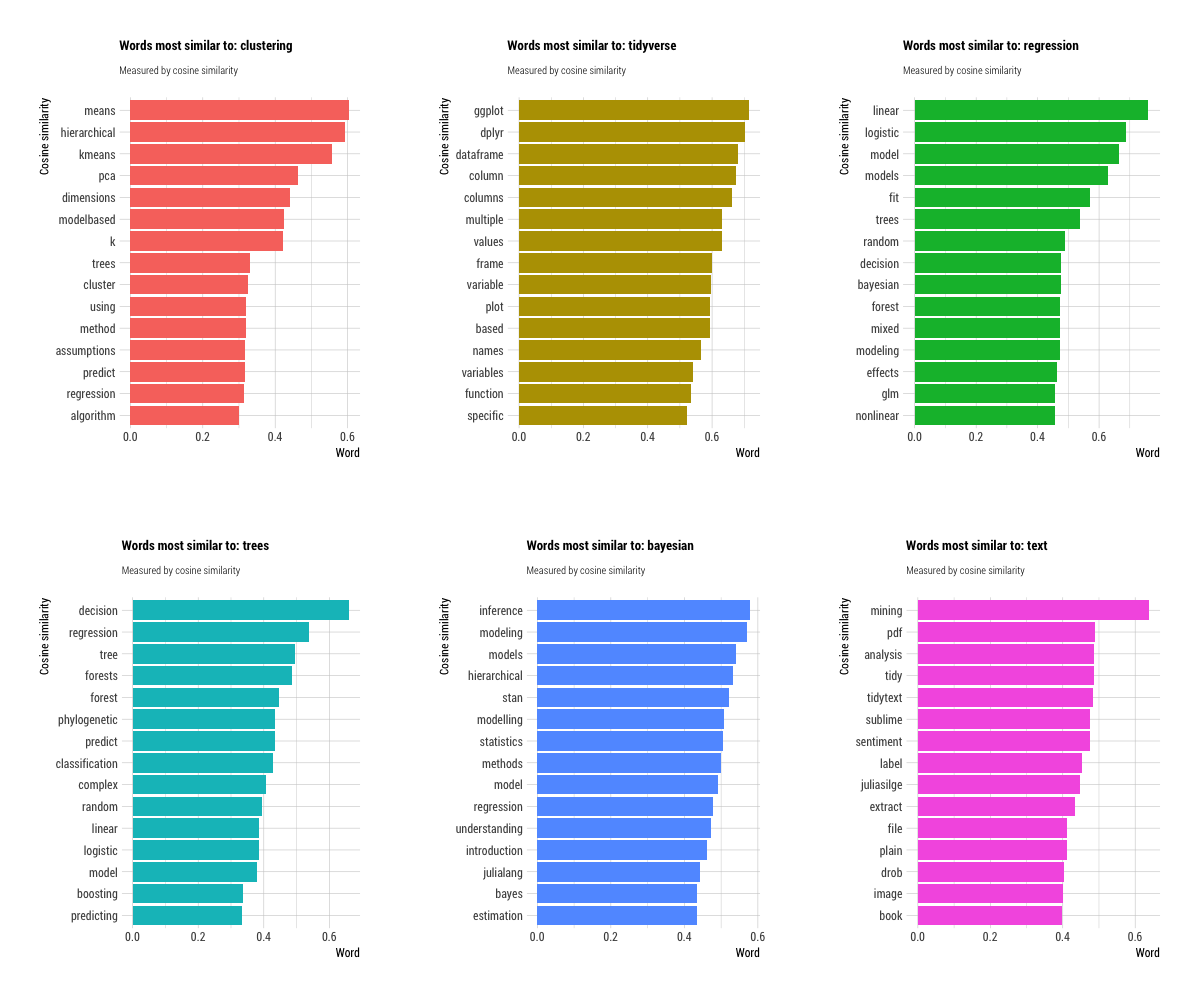 Words most similar to: clustering
Measured by cosine similarity
Cosine similarity
means
hierarchical
kmeans
pca
dimensions
modelbased
k
trees
cluster
using
method
assumptions
predict
regression
algorithm
0.0 0.2 0.4 0.6
Word
Words most similar to: tidyverse
Measured by cosine similarity
Cosine similarity
ggplot
dplyr
dataframe
column
columns
multiple
values
frame
variable
plot
based
names
variables
function
specific
0.0 0.2 0.4 0.6
Word
Words most similar to: regression
Measured by cosine similarity
Cosine similarity
linear
logistic
model
models
fit
trees
random
decision
bayesian
forest
mixed
modeling
effects
glm
nonlinear
0.0 0.2 0.4 0.6
Word
Words most similar to: trees
Measured by cosine similarity
Cosine similarity
decision
regression
tree
forests
forest
phylogenetic
predict
classification
complex
random
linear
logistic
model
boosting
predicting
0.0 0.2 0.4 0.6
Word
Words most similar to: bayesian
Measured by cosine similarity
Cosine similarity
inference
modeling
models
hierarchical
stan
modelling
statistics
methods
model
regression
understanding
introduction
julialang
bayes
estimation
0.0 0.2 0.4 0.6
Word
Words most similar to: text
Measured by cosine similarity
Cosine similarity
mining
pdf
analysis
tidy
tidytext
sublime
sentiment
label
juliasilge
extract
file
plain
drob
image
book
0.0 0.2 0.4 0.6
Word